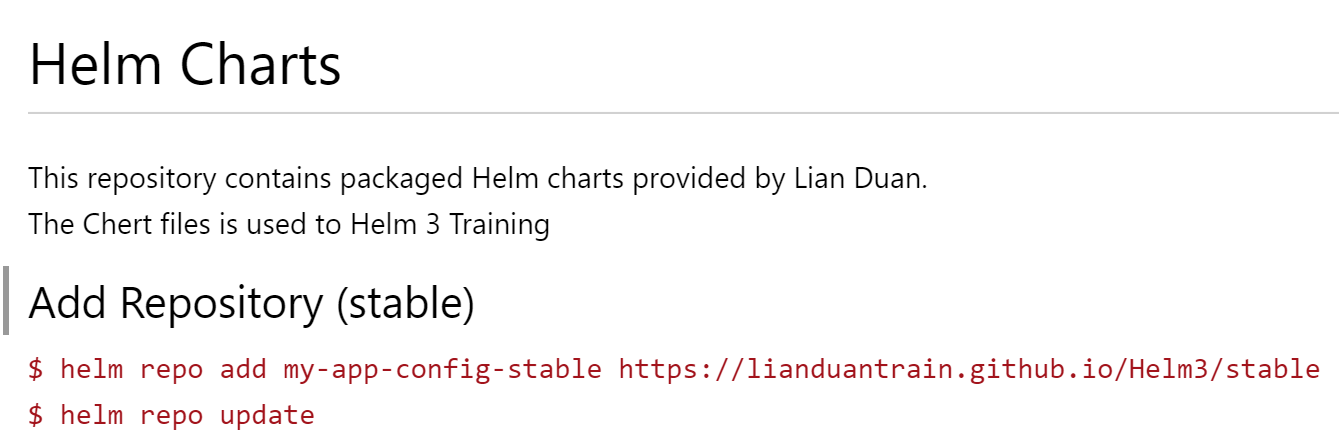 Helm Charts
This repository contains packaged Helm charts provided by Lian Duan.
The Chert files is used to Helm 3 Training
Add Repository (stable)
$ helm repo add my-app-config-stable https://lianduantrain.github.io/Helm3/stable
$ helm repo update